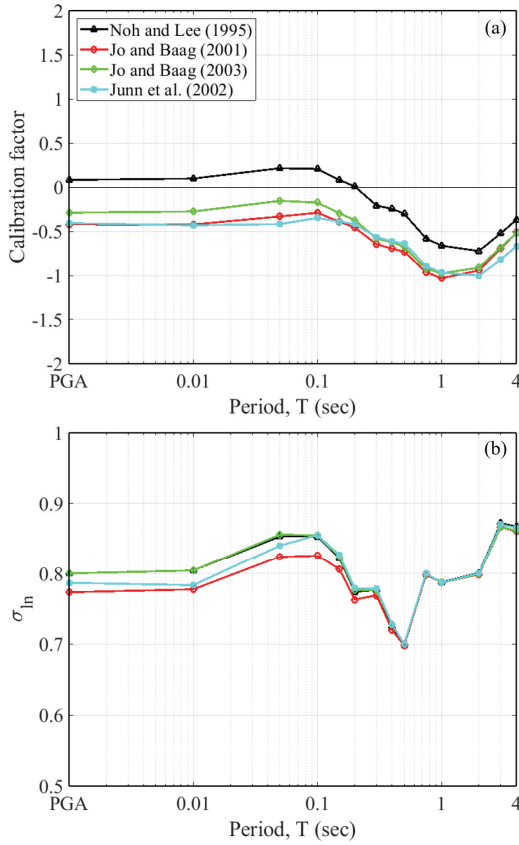 (a)
Noh and Lee (1995)
Jo and Baag (2001)
Jo and Baag (2003)
Junn et al. (2002)
2
1.5
1
0.5
0
-0.5
-1
-1.5
-2
Calibration factor
PGA 0.01 0.1 1 4
Period, T (sec)
(b)
1
0.9
0.8
0.7
0.6
0.5
σln
PGA 0.01 0.1 1 4
Period, T (sec)